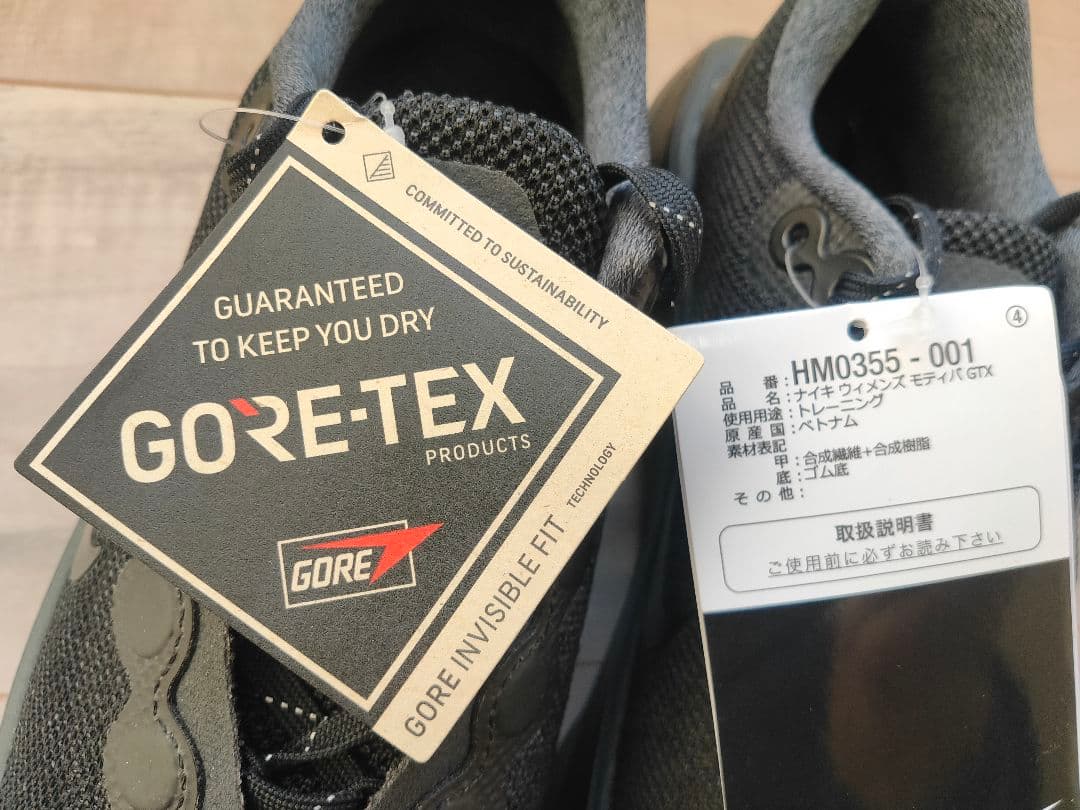 COMMITTED TO SUSTAINABILITY
GUARANTEED
TO KEEP YOU DRY
GORE-TEX
PRODUCTS
GORE
GORE INVISIBLE FIT TECHNOLOGY
④
品 番：HM0355-001
品 名：ナイキ ウィメンズ モティバ GTX
使用用途：トレーニング
原 産 国：ベトナム
素材表記
甲：合成繊維＋合成樹脂
底：ゴム底
そ の 他：
取扱説明書
ご使用前に必ずお読み下さい